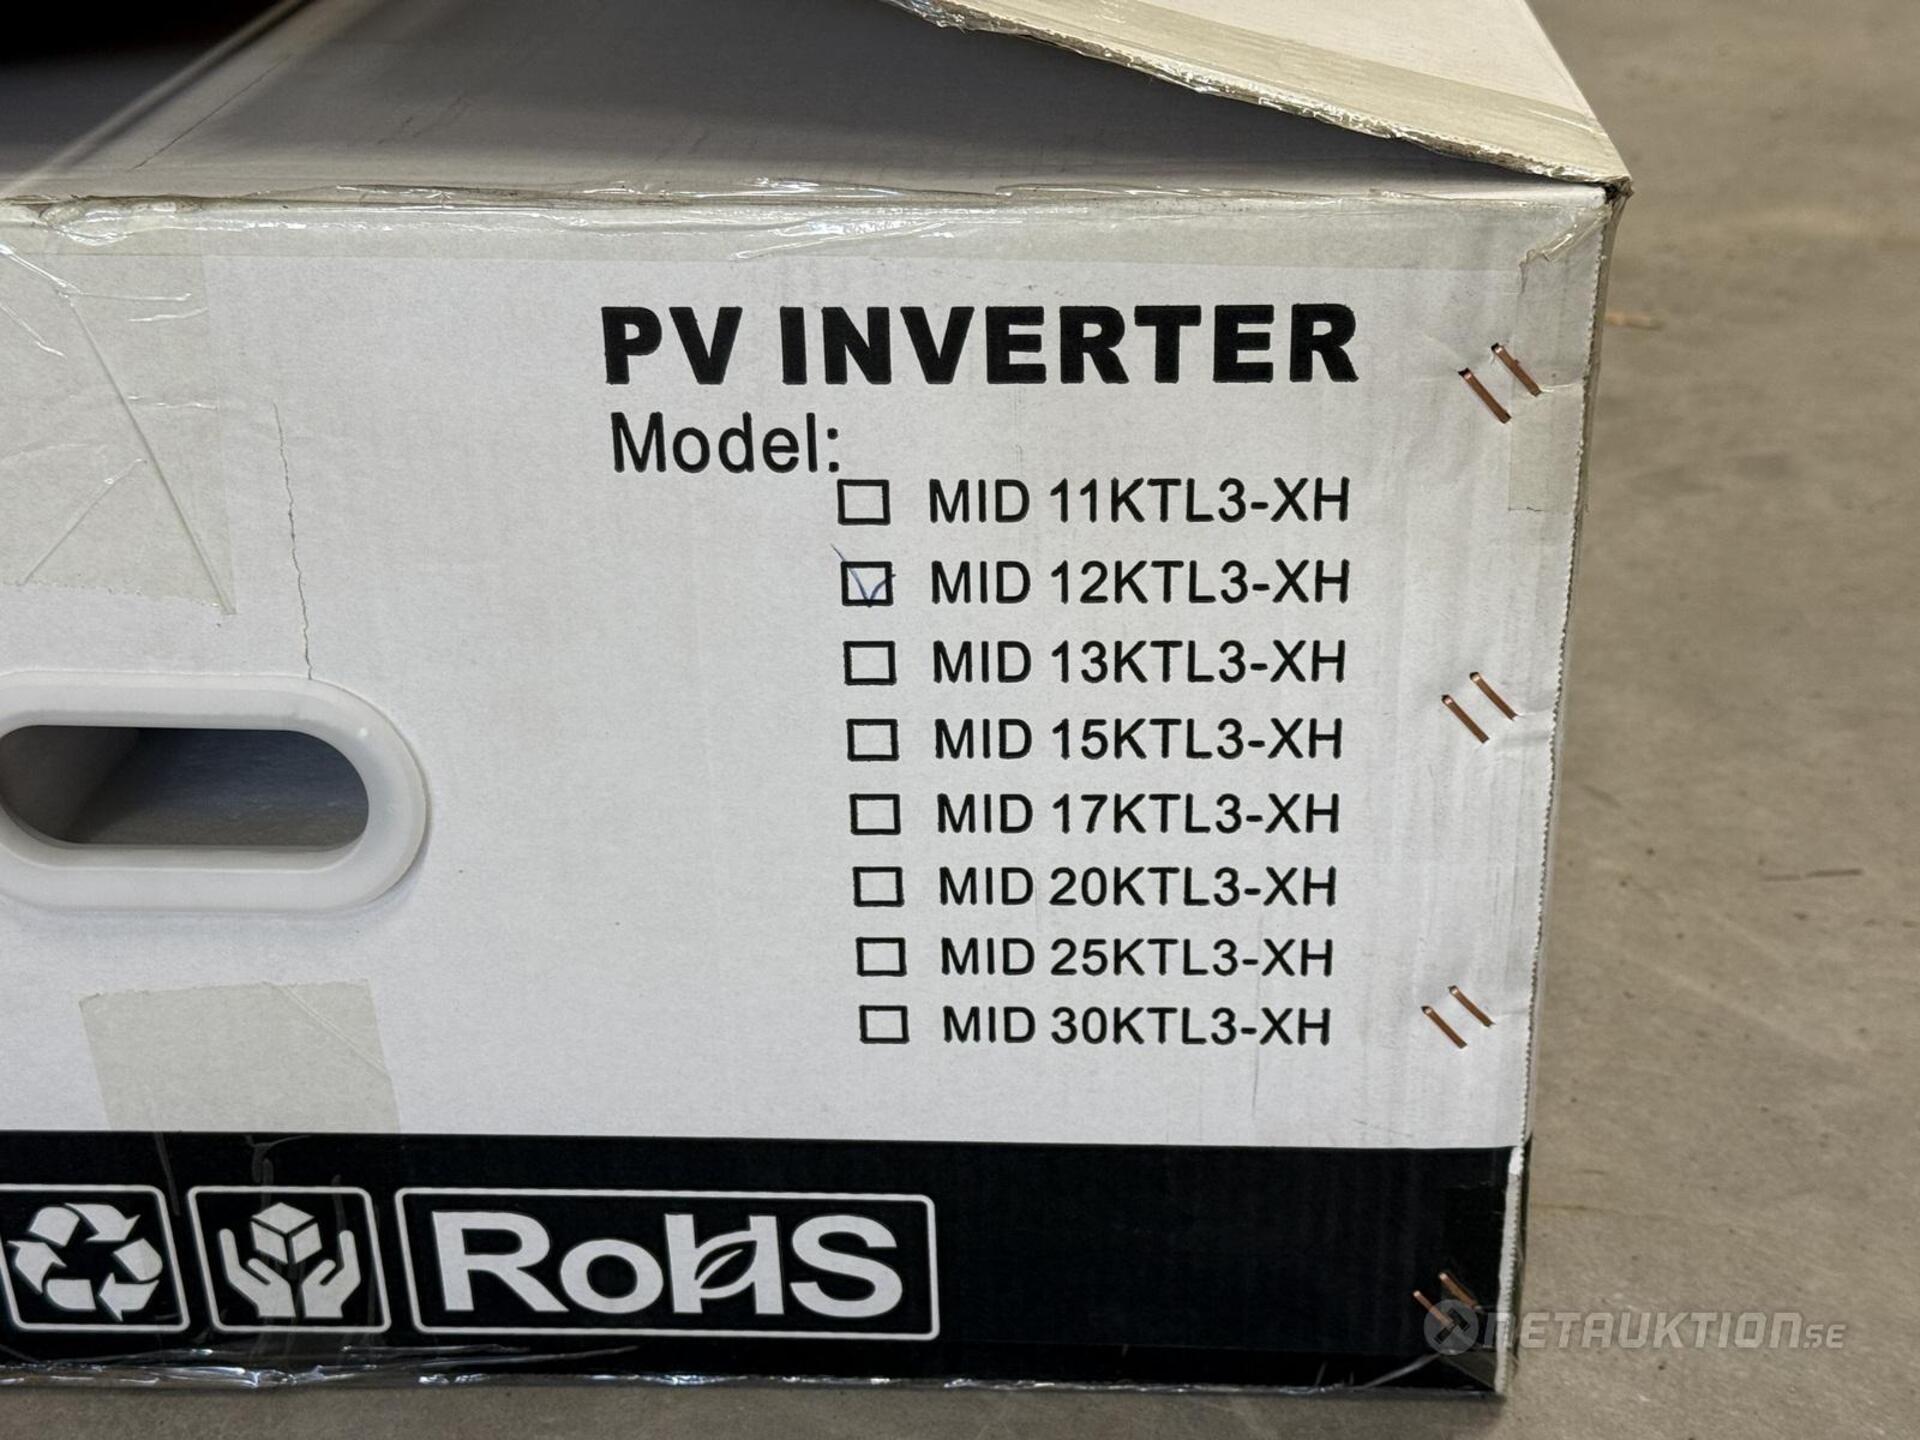 PV INVERTER
Model:
MID 11KTL3-XH
MID 12KTL3-XH
MID 13KTL3-XH
MID 15KTL3-XH
MID 17KTL3-XH
MID 20KTL3-XH
MID 25KTL3-XH
MID 30KTL3-XH
RoHS
NETAUKTION.SE